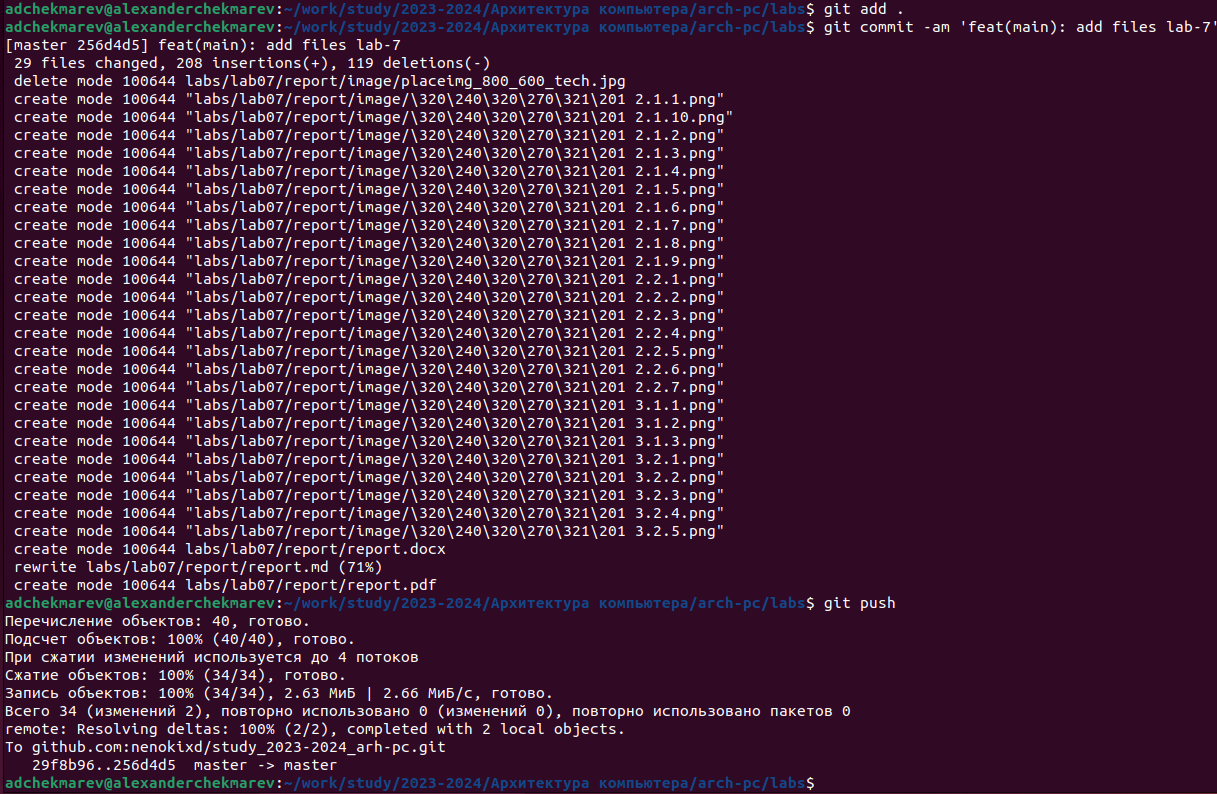 adchekmarev@alexanderchekmarev:~/work/study/2023-2024/Архитектура компьютера/arch-pc/labs$ git add .
adchekmarev@alexanderchekmarev:~/work/study/2023-2024/Архитектура компьютера/arch-pc/labs$ git commit -am 'feat(main): add files lab-7'
[master 256d4d5] feat(main): add files lab-7
 29 files changed, 208 insertions(+), 119 deletions(-)
 delete mode 100644 labs/lab07/report/image/placeimg_800_600_tech.jpg
 create mode 100644 "labs/lab07/report/image/\320\240\320\270\321\201 2.1.1.png"
 create mode 100644 "labs/lab07/report/image/\320\240\320\270\321\201 2.1.10.png"
 create mode 100644 "labs/lab07/report/image/\320\240\320\270\321\201 2.1.2.png"
 create mode 100644 "labs/lab07/report/image/\320\240\320\270\321\201 2.1.3.png"
 create mode 100644 "labs/lab07/report/image/\320\240\320\270\321\201 2.1.4.png"
 create mode 100644 "labs/lab07/report/image/\320\240\320\270\321\201 2.1.5.png"
 create mode 100644 "labs/lab07/report/image/\320\240\320\270\321\201 2.1.6.png"
 create mode 100644 "labs/lab07/report/image/\320\240\320\270\321\201 2.1.7.png"
 create mode 100644 "labs/lab07/report/image/\320\240\320\270\321\201 2.1.8.png"
 create mode 100644 "labs/lab07/report/image/\320\240\320\270\321\201 2.1.9.png"
 create mode 100644 "labs/lab07/report/image/\320\240\320\270\321\201 2.2.1.png"
 create mode 100644 "labs/lab07/report/image/\320\240\320\270\321\201 2.2.2.png"
 create mode 100644 "labs/lab07/report/image/\320\240\320\270\321\201 2.2.3.png"
 create mode 100644 "labs/lab07/report/image/\320\240\320\270\321\201 2.2.4.png"
 create mode 100644 "labs/lab07/report/image/\320\240\320\270\321\201 2.2.5.png"
 create mode 100644 "labs/lab07/report/image/\320\240\320\270\321\201 2.2.6.png"
 create mode 100644 "labs/lab07/report/image/\320\240\320\270\321\201 2.2.7.png"
 create mode 100644 "labs/lab07/report/image/\320\240\320\270\321\201 3.1.1.png"
 create mode 100644 "labs/lab07/report/image/\320\240\320\270\321\201 3.1.2.png"
 create mode 100644 "labs/lab07/report/image/\320\240\320\270\321\201 3.1.3.png"
 create mode 100644 "labs/lab07/report/image/\320\240\320\270\321\201 3.2.1.png"
 create mode 100644 "labs/lab07/report/image/\320\240\320\270\321\201 3.2.2.png"
 create mode 100644 "labs/lab07/report/image/\320\240\320\270\321\201 3.2.3.png"
 create mode 100644 "labs/lab07/report/image/\320\240\320\270\321\201 3.2.4.png"
 create mode 100644 "labs/lab07/report/image/\320\240\320\270\321\201 3.2.5.png"
 create mode 100644 labs/lab07/report/report.docx
 rewrite labs/lab07/report/report.md (71%)
 create mode 100644 labs/lab07/report/report.pdf
adchekmarev@alexanderchekmarev:~/work/study/2023-2024/Архитектура компьютера/arch-pc/labs$ git push
Перечисление объектов: 40, готово.
Подсчет объектов: 100% (40/40), готово.
При сжатии изменений используется до 4 потоков
Сжатие объектов: 100% (34/34), готово.
Запись объектов: 100% (34/34), 2.63 МиБ | 2.66 МиБ/с, готово.
Всего 34 (изменений 2), повторно использовано 0 (изменений 0), повторно использовано пакетов 0
remote: Resolving deltas: 100% (2/2), completed with 2 local objects.
To github.com:nenokixd/study_2023-2024_arh-pc.git
   29f8b96..256d4d5  master -> master
adchekmarev@alexanderchekmarev:~/work/study/2023-2024/Архитектура компьютера/arch-pc/labs$